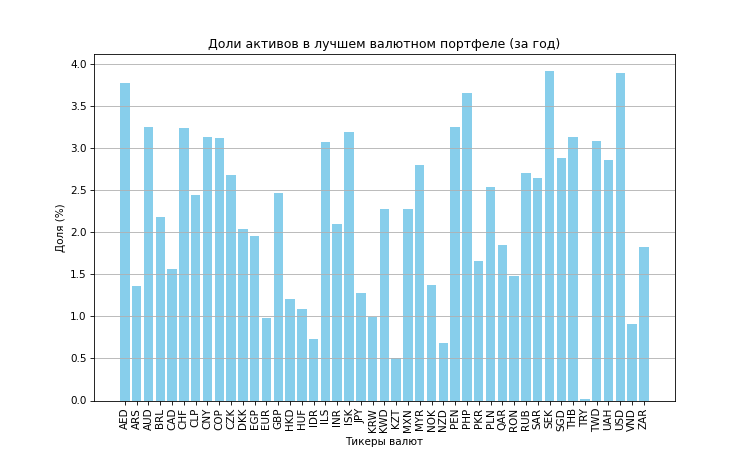 Доли активов в лучшем валютном портфеле (за год)
4.0
3.5
3.0
2.5
2.0
1.5
1.0
0.5
0.0
Доля (%)
AED ARS AUD BRL CAD CHF CLP CNY COP CZK DKK EGP EUR GBP HKD HUF IDR ILS INR ISK JPY KRW KWD KZT MXN MYR NOK NZD PEN PHP PKR PLN QAR RON RUB SAR SEK SGD THB TRY TWD UAH USD VND ZAR
Тикеры валют